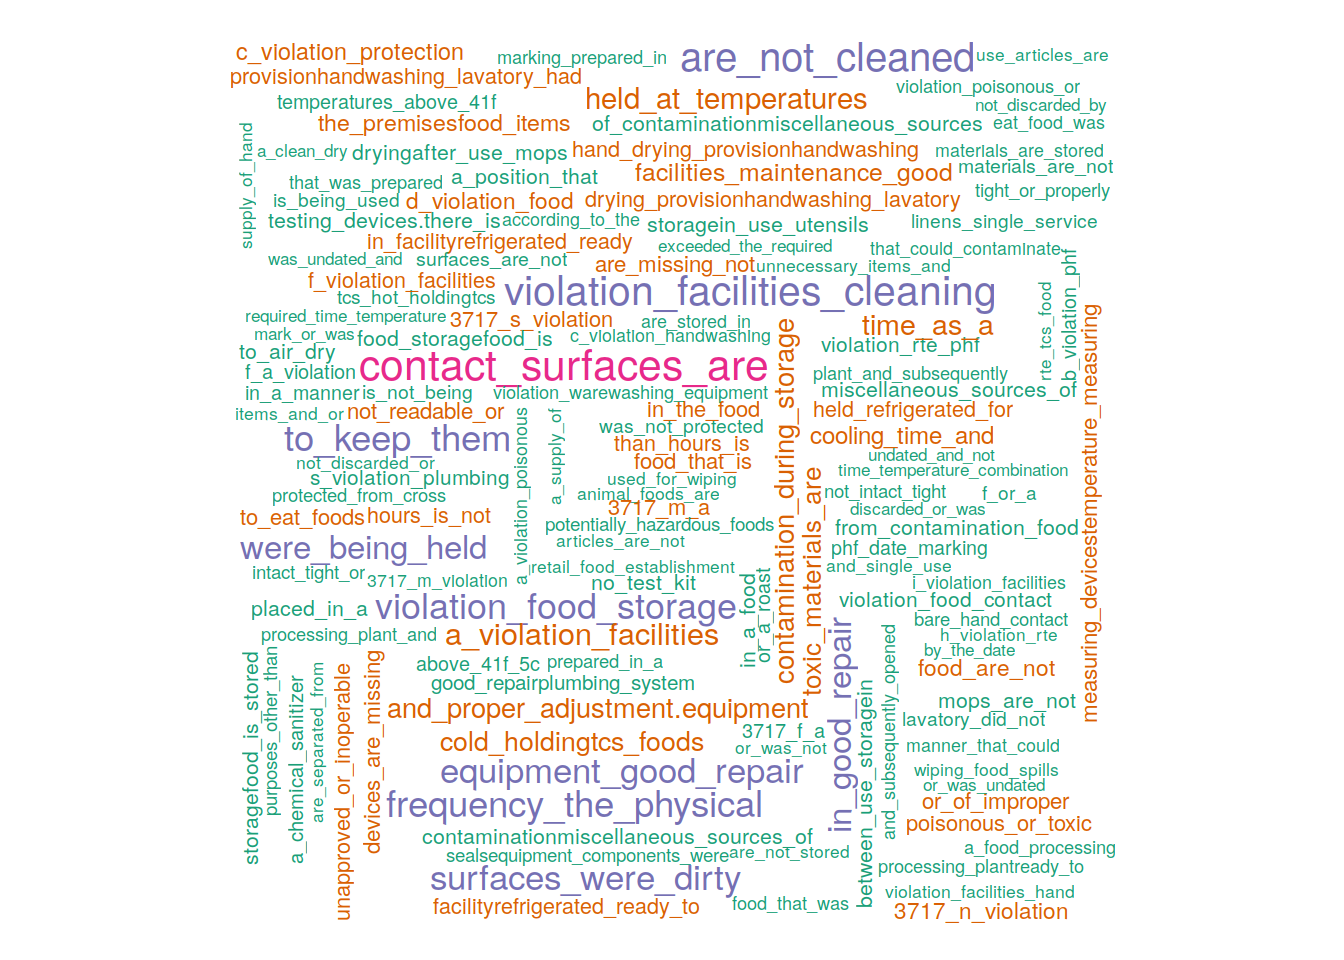 c_violation_protection
marking_prepared_in
are_not_cleaned
use_articles_are
provisionhandwashing_lavatory_had
violation_poisonous_or
temperatures_above_41f
held_at_temperatures
not_discarded_by
the_premisesfood_items
of_contaminationmiscellaneous_sources
eat_food_was
supply_of_hand
a_clean_dry
dryingafter_use_mops
hand_drying_provisionhandwashing
materials_are_stored
that_was_prepared
a_position_that
facilities_maintenance_good
materials_are_not
is_being_used
d_violation_food
drying_provisionhandwashing_lavatory
tight_or_properly
testing_devices.there_is
according_to_the
storagein_use_utensils
linens_single_service
in_facilityrefrigerated_ready
exceeded_the_required
that_could_contaminate
was_undated_and
surfaces_are_not
are_missing_not
unnecessary_items_and
b_violation_phf
f_violation_facilities
tcs_hot_holdingtcs
violation_facilities_cleaning
rte_tcs_food
required_time_temperature
3717_s_violation
are_stored_in
time_as_a
mark_or_was
food_storagefood_is
c_violation_handwashing
violation_rte_phf
to_air_dry
f_a_violation
contact_surfaces_are
plant_and_subsequently
in_a_manner
is_not_being
violation_warewashing_equipment
miscellaneous_sources_of
measuring_devicestemperature_measuring
items_and_or
not_readable_or
in_the_food
held_refrigerated_for
to_keep_them
a_violation_poisonous
a_supply_of
was_not_protected
than_hours_is
contamination_during_storage
cooling_time_and
not_discarded_or
food_that_is
undated_and_not
s_violation_plumbing
used_for_wiping
time_temperature_combination
protected_from_cross
animal_foods_are
toxic_materials_are
not_intact_tight
f_or_a
to_eat_foods
hours_is_not
3717_m_a
discarded_or_was
potentially_hazardous_foods
from_contamination_food
were_being_held
articles_are_not
phf_date_marking
intact_tight_or
3717_m_violation
retail_food_establishment
and_single_use
no_test_kit
in_a_food
or_a_roast
i_violation_facilities
placed_in_a
violation_food_storage
violation_food_contact
processing_plant_and
a_violation_facilities
in_good_repair
bare_hand_contact
h_violation_rte
by_the_date
storagefood_is_stored
purposes_other_than
a_chemical_sanitizer
are_separated_from
unapproved_or_inoperable
devices_are_missing
above_41f_5c
prepared_in_a
and_subsequently_opened
food_are_not
good_repairplumbing_system
between_use_storagein
mops_are_not
and_proper_adjustment.equipment
lavatory_did_not
3717_f_a
cold_holdingtcs_foods
or_was_not
manner_that_could
equipment_good_repair
wiping_food_spills
or_was_undated
frequency_the_physical
or_of_improper
poisonous_or_toxic
contaminationmiscellaneous_sources_of
sealsequipment_components_were
are_not_stored
a_food_processing
processing_plantready_to
surfaces_were_dirty
violation_facilities_hand
facilityrefrigerated_ready_to
food_that_was
3717_n_violation